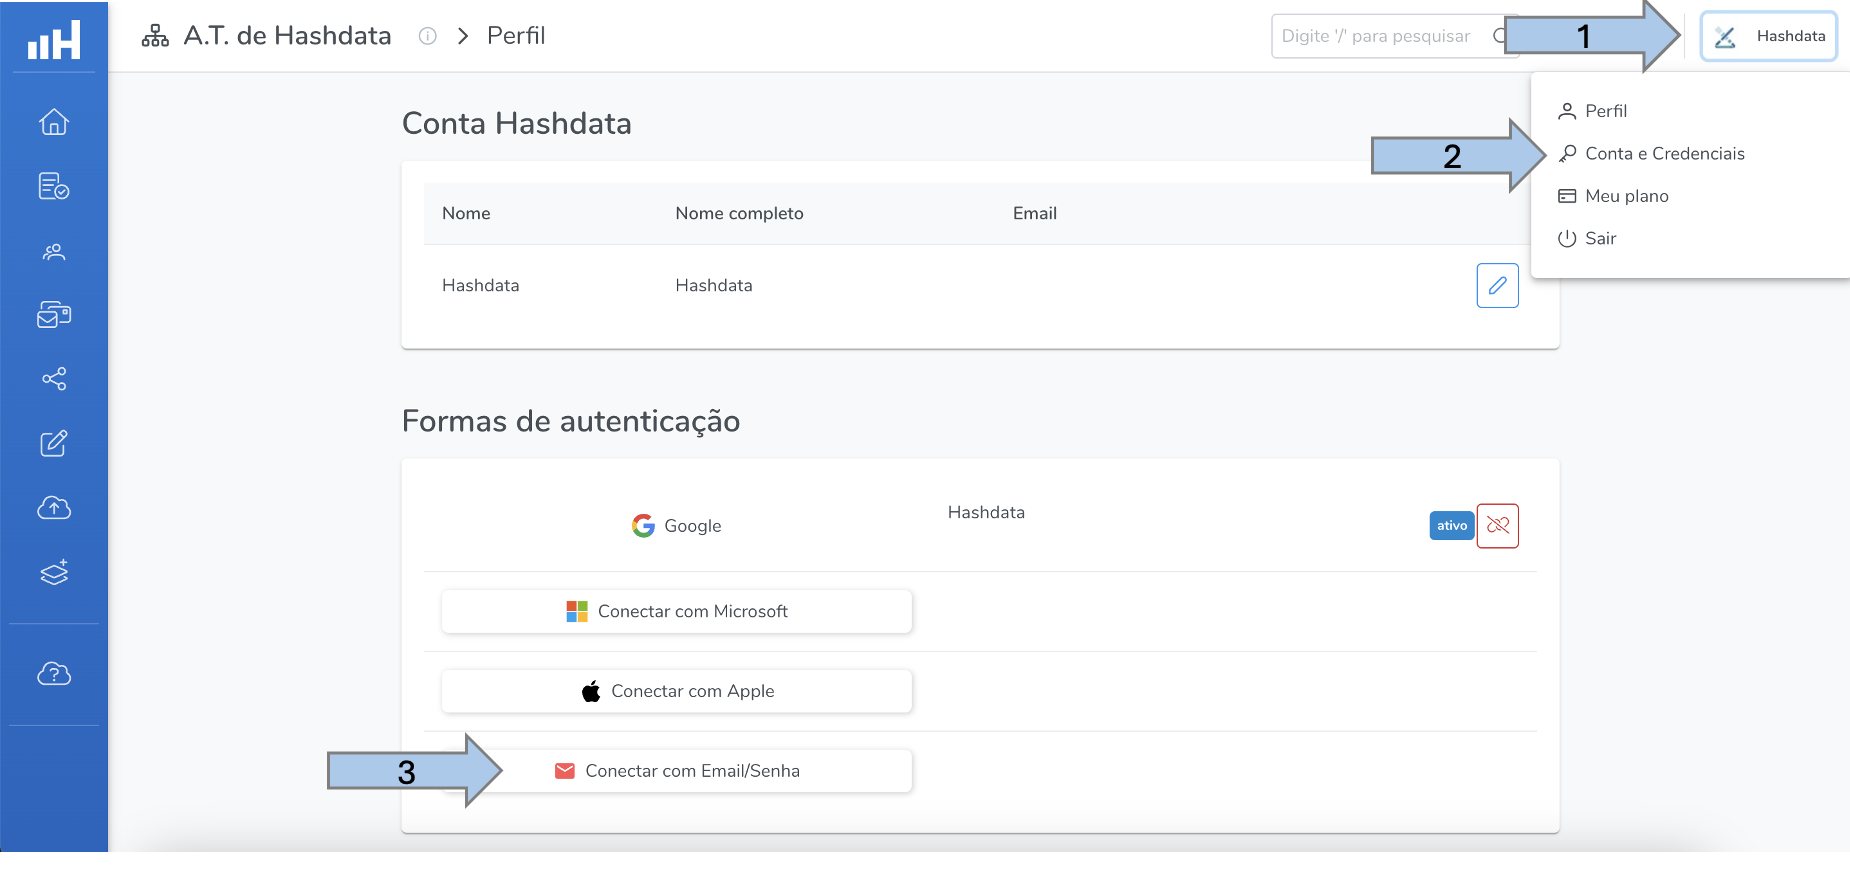 A.T. de Hashdata
Perfil
Digite '/' para pesquisar
1
Hashdata
Perfil
2
Conta e Credenciais
Meu plano
Sair
Conta Hashdata
Nome Nome completo Email
Hashdata Hashdata
Formas de autenticação
Google Hashdata ativo
Conectar com Microsoft
Conectar com Apple
3 Conectar com Email/Senha